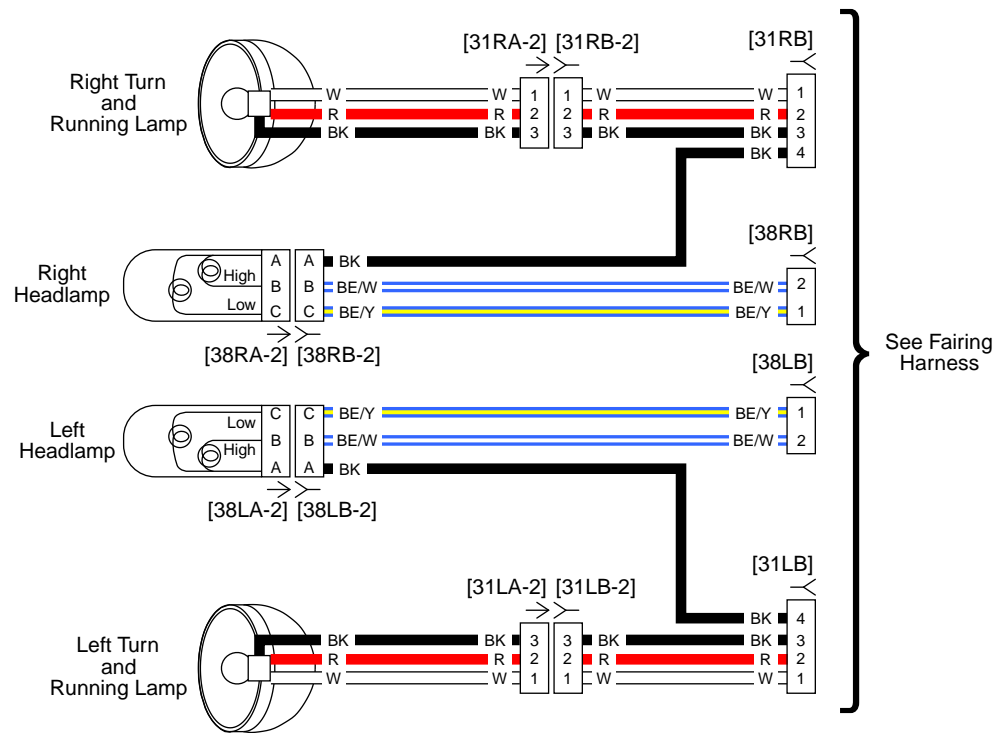 [31RA-2] [31RB-2] [31RB]
Right Turn
and
Running Lamp
W W 1 1 W W 1
R R 2 2 R R 2
BK BK 3 3 BK BK 3
BK 4
[38RB]
Right
Headlamp
A A BK
High B B BE/W BE/W 2
Low C C BE/Y BE/Y 1
[38RA-2] [38RB-2]
See Fairing
Harness
[38LB]
Left
Headlamp
Low C C BE/Y BE/Y 1
High B B BE/W BE/W 2
A A BK
[38LA-2] [38LB-2]
[31LA-2] [31LB-2] [31LB]
BK 4
Left Turn
and
Running Lamp
BK BK 3 3 BK BK 3
R R 2 2 R R 2
W W 1 1 W W 1